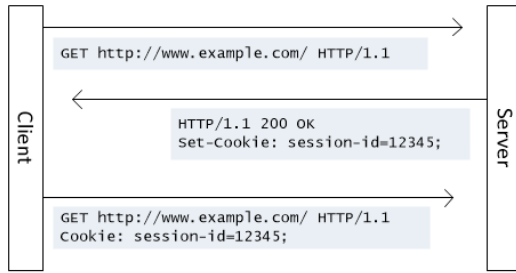 GET http://www.example.com/ HTTP/1.1
Client
Server
HTTP/1.1 200 OK
Set-Cookie: session-id=12345;
GET http://www.example.com/ HTTP/1.1
Cookie: session-id=12345;